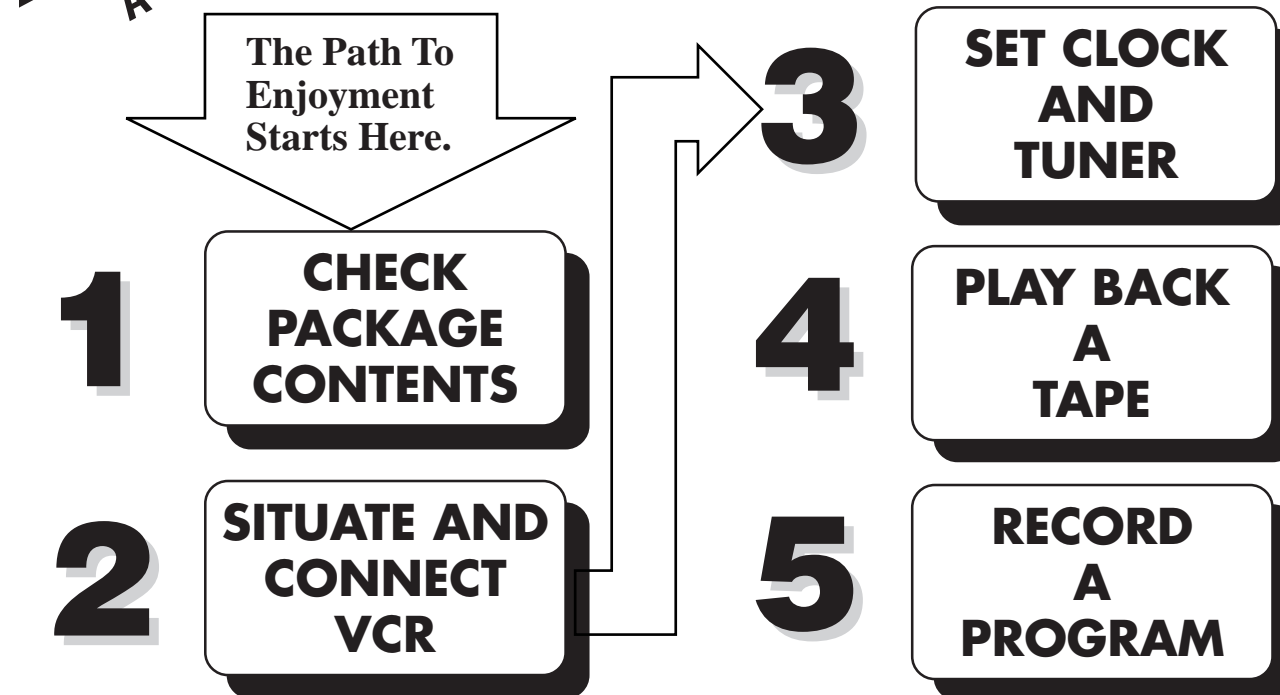 A
The Path To
Enjoyment
Starts Here.
1
CHECK
PACKAGE
CONTENTS
2
SITUATE AND
CONNECT
VCR
3
SET CLOCK
AND
TUNER
4
PLAY BACK
A
TAPE
5
RECORD
A
PROGRAM